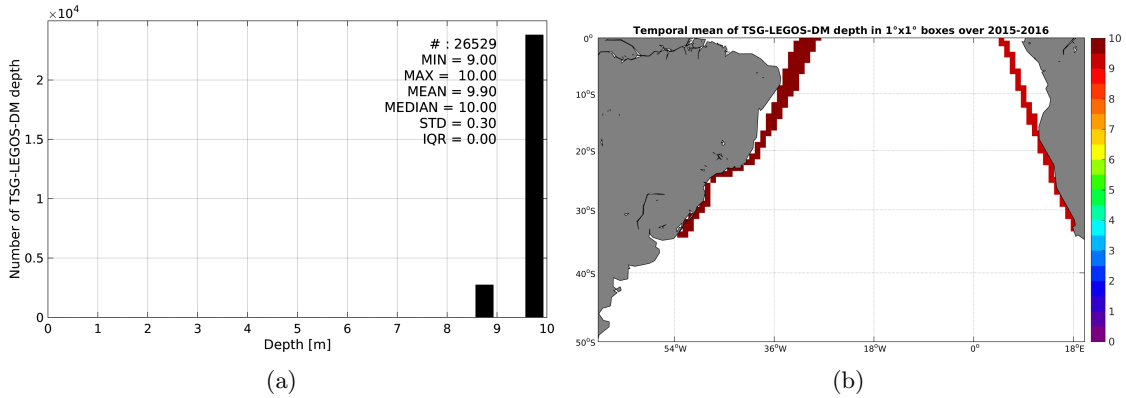 ×10⁴
# : 26529
MIN = 9.00
MAX = 10.00
MEAN = 9.90
MEDIAN = 10.00
STD = 0.30
IQR = 0.00
Number of TSG-LEGOS-DM depth
2
1.5
1
0.5
0
0 1 2 3 4 5 6 7 8 9 10
Depth [m]
(a)
Temporal mean of TSG-LEGOS-DM depth in 1°x1° boxes over 2015-2016
0°
10°S
20°S
30°S
40°S
50°S
54°W 36°W 18°W 0° 18°E
10
9
8
7
6
5
4
3
2
1
0
(b)